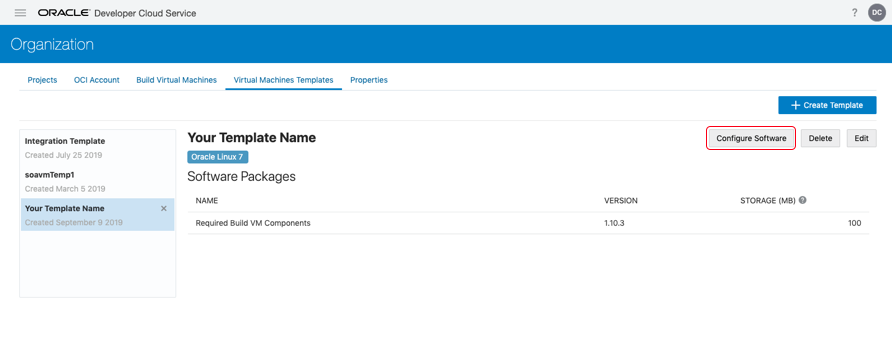 ORACLE Developer Cloud Service
? DC
Organization
Projects OCI Account Build Virtual Machines Virtual Machines Templates Properties
+ Create Template
Integration Template
Created July 25 2019
soavmTemp1
Created March 5 2019
Your Template Name ×
Created September 9 2019
Your Template Name
Configure Software Delete Edit
Oracle Linux 7
Software Packages
NAME VERSION STORAGE (MB) ?
Required Build VM Components 1.10.3 100